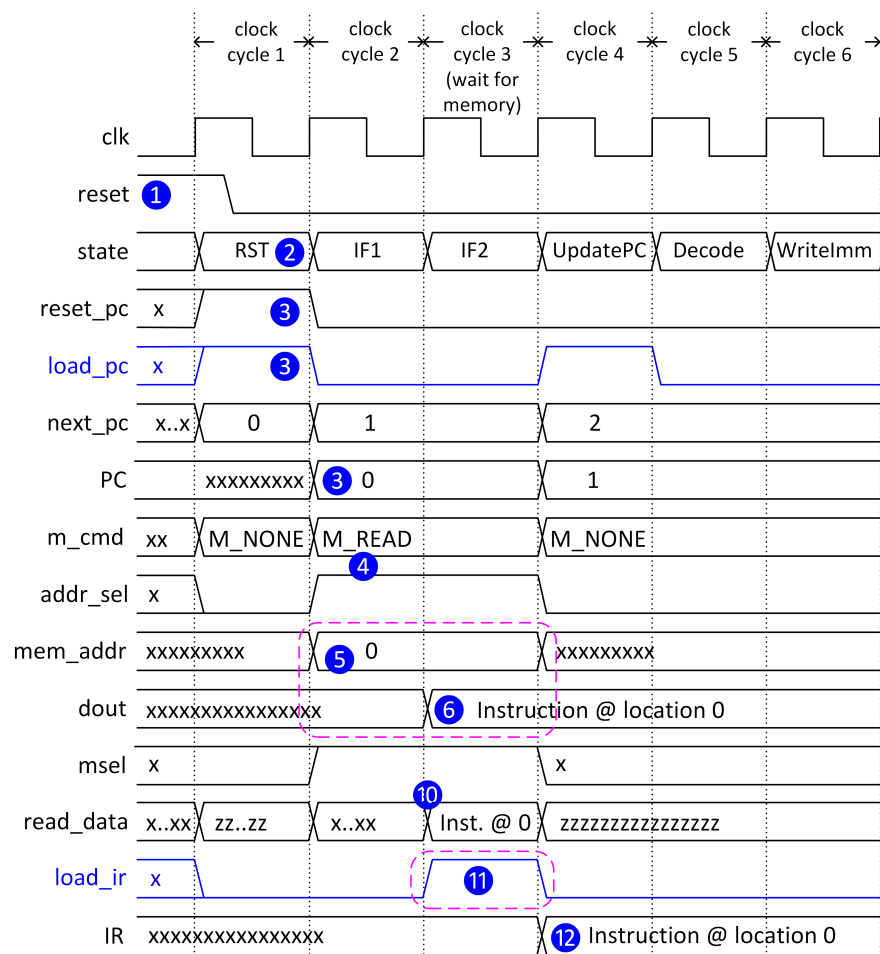 clock cycle 1
clock cycle 2
clock cycle 3 (wait for memory)
clock cycle 4
clock cycle 5
clock cycle 6
clk
reset 1
state RST 2 IF1 IF2 UpdatePC Decode WriteImm
reset_pc x 3
load_pc x 3
next_pc x..x 0 1 2
PC xxxxxxxxx 3 0 1
m_cmd xx M_NONE M_READ M_NONE
4
addr_sel x
mem_addr xxxxxxxxx 5 0 xxxxxxxxx
dout xxxxxxxxxxxxxxxx 6 Instruction @ location 0
msel x x
10
read_data x..xx zz..zz x..xx Inst. @ 0 zzzzzzzzzzzzzzzz
load_ir x 11
IR xxxxxxxxxxxxxxxx 12 Instruction @ location 0